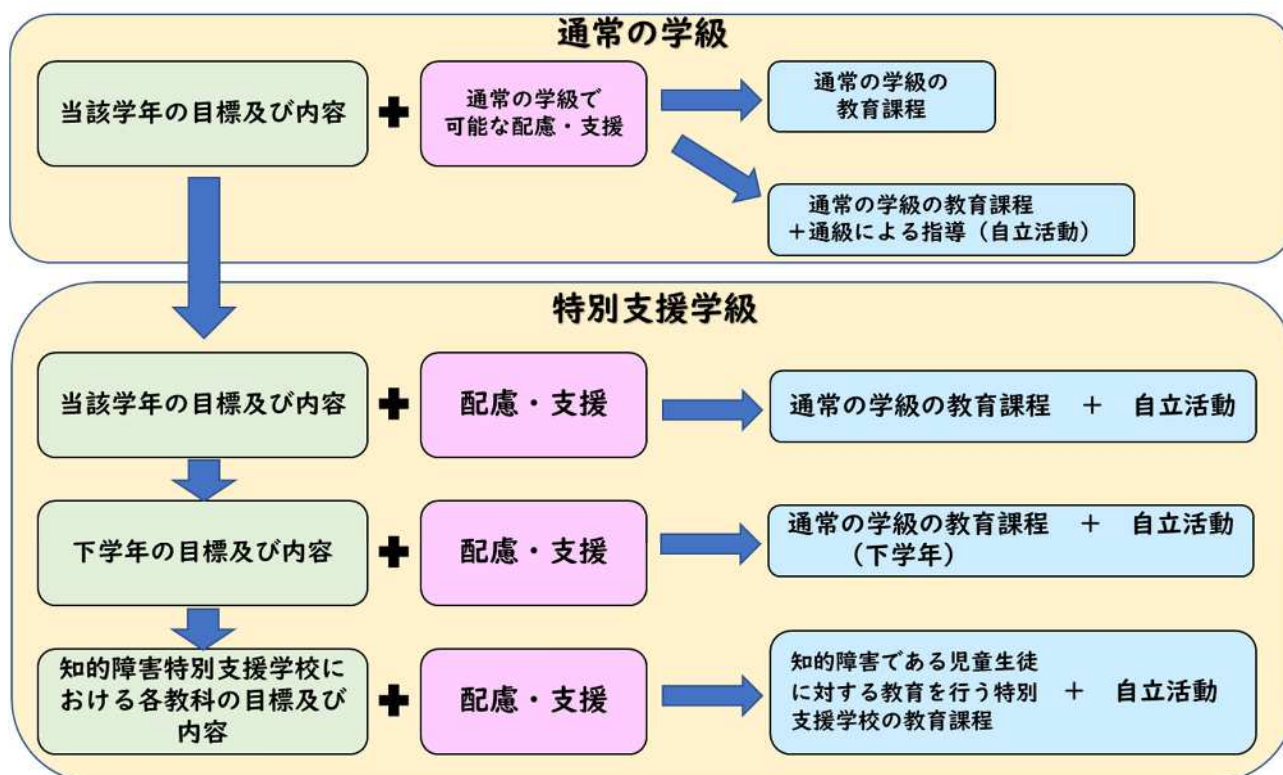 通常の学級
当該学年の目標及び内容
+
通常の学級で
可能な配慮・支援
通常の学級の
教育課程
通常の学級の教育課程
+通級による指導（自立活動）
特別支援学級
当該学年の目標及び内容
+
配慮・支援
通常の学級の教育課程 + 自立活動
下学年の目標及び内容
+
配慮・支援
通常の学級の教育課程 + 自立活動
（下学年）
知的障害特別支援学校に
おける各教科の目標及び
内容
+
配慮・支援
知的障害である児童生徒
に対する教育を行う特別 + 自立活動
支援学校の教育課程